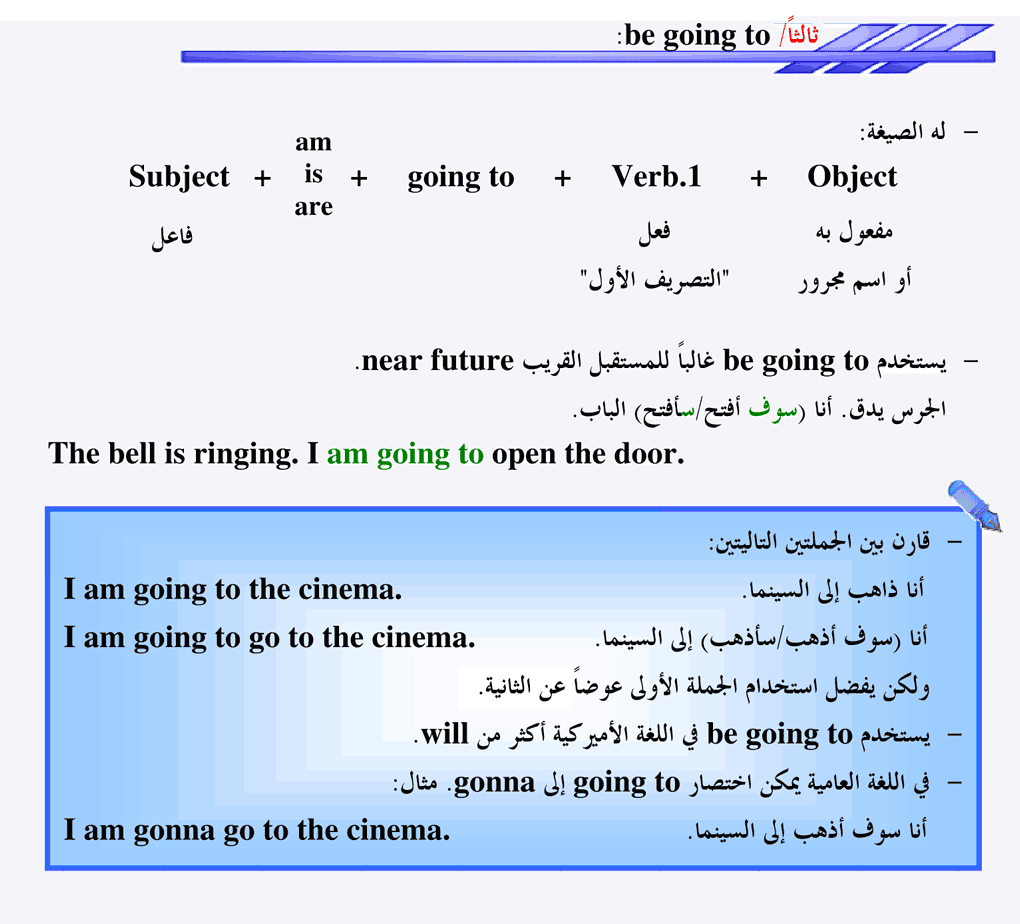 ثالثاً/ be going to:
– له الصيغة:
am
Subject + is + going to + Verb.1 + Object
are
فاعل فعل مفعول به
"التصريف الأول" أو اسم مجرور
– يستخدم be going to غالباً للمستقبل القريب near future.
الجرس يدق. أنا (سوف أفتح/سأفتح) الباب.
The bell is ringing. I am going to open the door.
– قارن بين الجملتين التاليتين:
I am going to the cinema. أنا ذاهب إلى السينما.
I am going to go to the cinema. أنا (سوف أذهب/سأذهب) إلى السينما.
ولكن يفضل استخدام الجملة الأولى عوضاً عن الثانية.
– يستخدم be going to في اللغة الأميركية أكثر من will.
– في اللغة العامية يمكن اختصار going to إلى gonna. مثال:
I am gonna go to the cinema. أنا سوف أذهب إلى السينما.